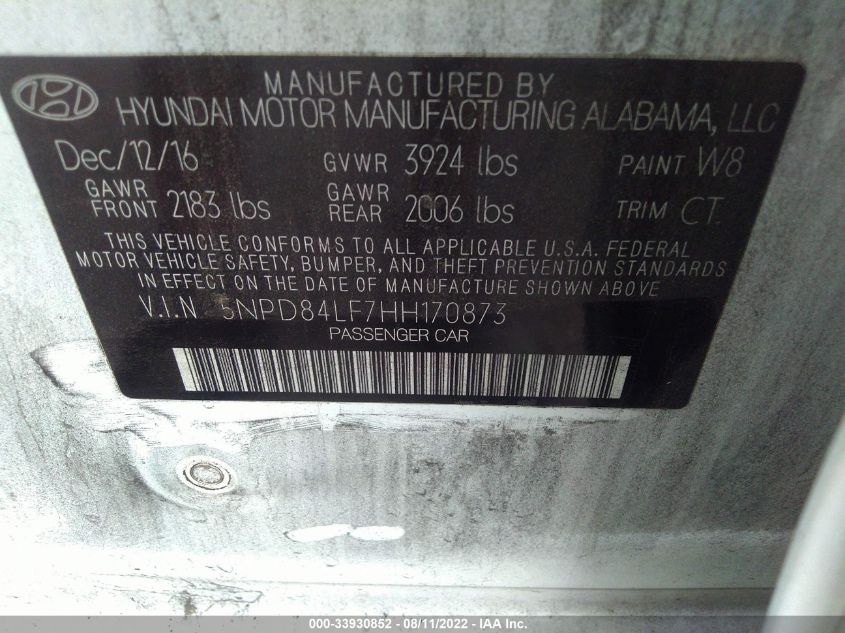 MANUFACTURED BY
HYUNDAI MOTOR MANUFACTURING ALABAMA, LLC
Dec/12/16 GVWR 3924 lbs PAINT W8
GAWR FRONT 2183 lbs GAWR REAR 2006 lbs TRIM CT
THIS VEHICLE CONFORMS TO ALL APPLICABLE U.S.A. FEDERAL
MOTOR VEHICLE SAFETY, BUMPER, AND THEFT PREVENTION STANDARDS
IN EFFECT ON THE DATE OF MANUFACTURE SHOWN ABOVE
V.I.N 5NPD84LF7HH170873
PASSENGER CAR
000-33930852 - 08/11/2022 - IAA Inc.